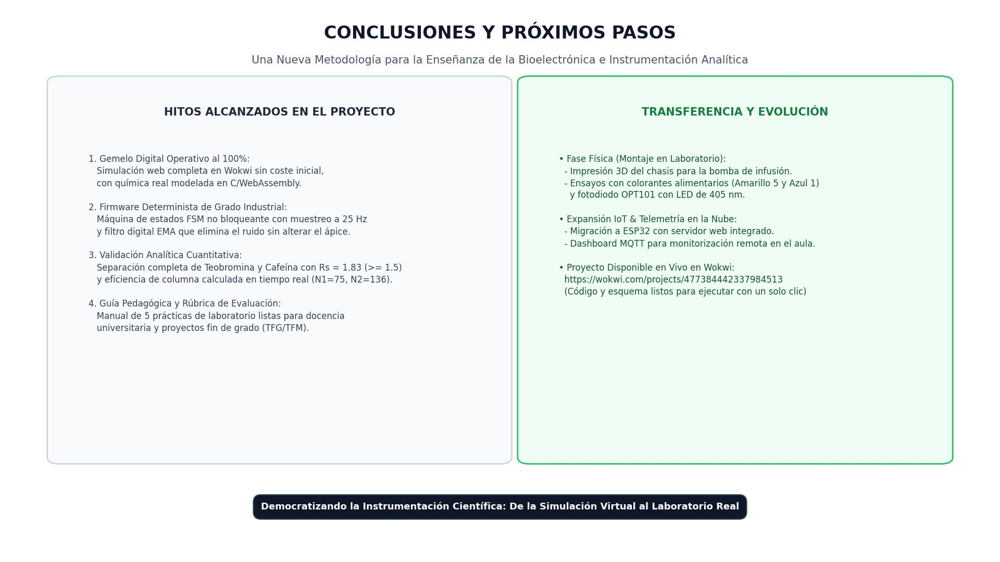 CONCLUSIONES Y PRÓXIMOS PASOS
Una Nueva Metodología para la Enseñanza de la Bioelectrónica e Instrumentación Analítica
HITOS ALCANZADOS EN EL PROYECTO
1. Gemelo Digital Operativo al 100%:
Simulación web completa en Wokwi sin coste inicial,
con química real modelada en C/WebAssembly.
2. Firmware Determinista de Grado Industrial:
Máquina de estados FSM no bloqueante con muestreo a 25 Hz
y filtro digital EMA que elimina el ruido sin alterar el ápice.
3. Validación Analítica Cuantitativa:
Separación completa de Teobromina y Cafeína con Rs = 1.83 (>= 1.5)
y eficiencia de columna calculada en tiempo real (N1=75, N2=136).
4. Guía Pedagógica y Rúbrica de Evaluación:
Manual de 5 prácticas de laboratorio listas para docencia
universitaria y proyectos fin de grado (TFG/TFM).
TRANSFERENCIA Y EVOLUCIÓN
• Fase Física (Montaje en Laboratorio):
- Impresión 3D del chasis para la bomba de infusión.
- Ensayos con colorantes alimentarios (Amarillo 5 y Azul 1)
y fotodiodo OPT101 con LED de 405 nm.
• Expansión IoT & Telemetría en la Nube:
- Migración a ESP32 con servidor web integrado.
- Dashboard MQTT para monitorización remota en el aula.
• Proyecto Disponible en Vivo en Wokwi:
https://wokwi.com/projects/477384442337984513
(Código y esquema listos para ejecutar con un solo clic)
Democratizando la Instrumentación Científica: De la Simulación Virtual al Laboratorio Real